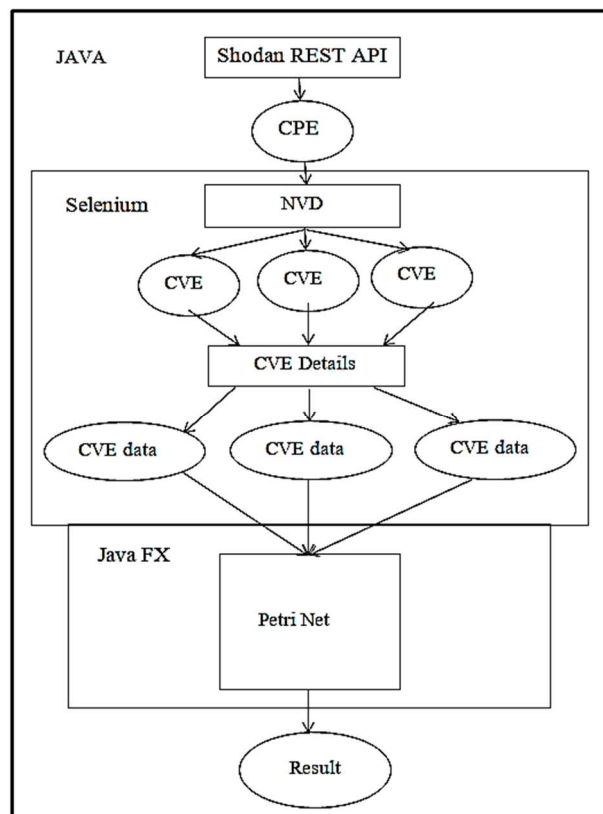 JAVA
Shodan REST API
CPE
Selenium
NVD
CVE
CVE
CVE
CVE Details
CVE data
CVE data
CVE data
Java FX
Petri Net
Result